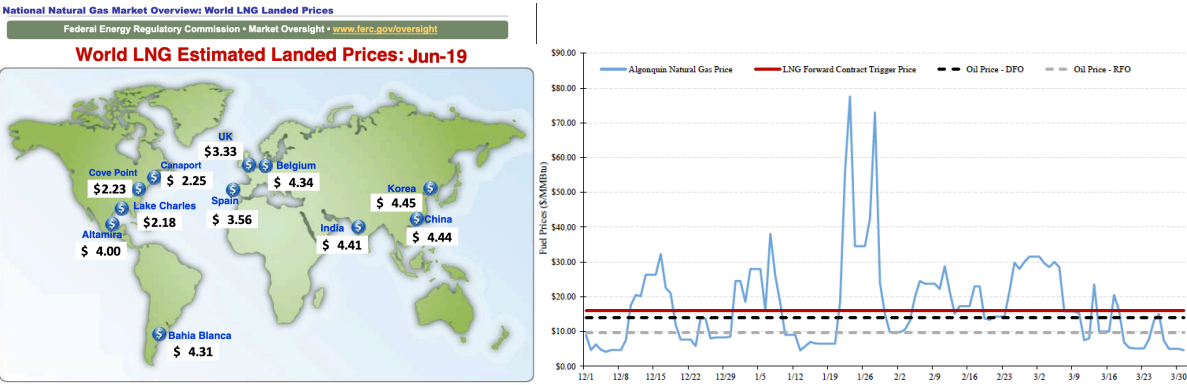 National Natural Gas Market Overview: World LNG Landed Prices
Federal Energy Regulatory Commission • Market Oversight • www.ferc.gov/oversight
World LNG Estimated Landed Prices: Jun-19
UK
$3.33
Belgium
$ 4.34
Canaport
$ 2.25
Cove Point
$2.23
Lake Charles
$2.18
Altamira
$ 4.00
Spain
$ 3.56
Korea
$ 4.45
China
$ 4.44
India
$ 4.41
Bahia Blanca
$ 4.31
Algonquin Natural Gas Price
LNG Forward Contract Trigger Price
Oil Price - DFO
Oil Price - RFO
Fuel Prices ($/MMBtu)
$90.00
$80.00
$70.00
$60.00
$50.00
$40.00
$30.00
$20.00
$10.00
$0.00
12/1 12/8 12/15 12/22 12/29 1/5 1/12 1/19 1/26 2/2 2/9 2/16 2/23 3/2 3/9 3/16 3/23 3/30